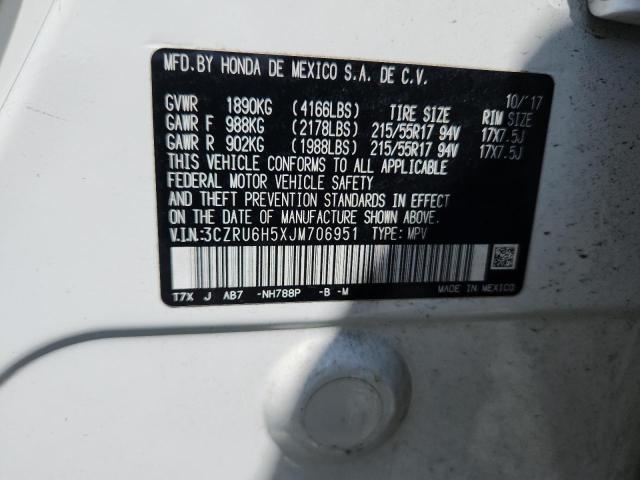 MFD. BY HONDA DE MEXICO S.A. DE C.V.
10/'17
GVWR 1890KG (4166LBS) TIRE SIZE RIM SIZE
GAWR F 988KG (2178LBS) 215/55R17 94V 17X7.5J
GAWR R 902KG (1988LBS) 215/55R17 94V 17X7.5J
THIS VEHICLE CONFORMS TO ALL APPLICABLE
FEDERAL MOTOR VEHICLE SAFETY
AND THEFT PREVENTION STANDARDS IN EFFECT
ON THE DATE OF MANUFACTURE SHOWN ABOVE.
V.I.N:3CZRU6H5XJM706951 TYPE: MPV
T7X J AB7 -NH788P -B -M
MADE IN MEXICO